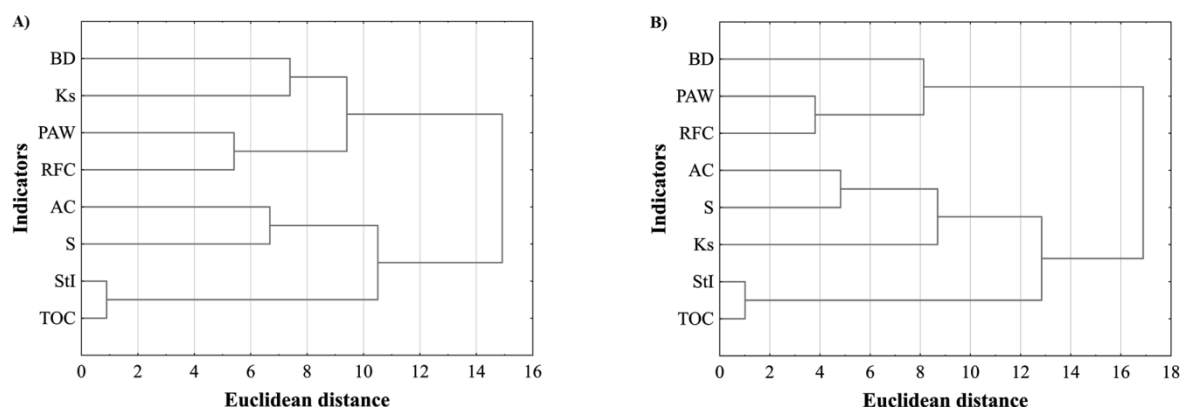 A)
BD
Ks
PAW
RFC
AC
S
StI
TOC
Indicators
0 2 4 6 8 10 12 14 16
Euclidean distance
B)
BD
PAW
RFC
AC
S
Ks
StI
TOC
Indicators
0 2 4 6 8 10 12 14 16 18
Euclidean distance